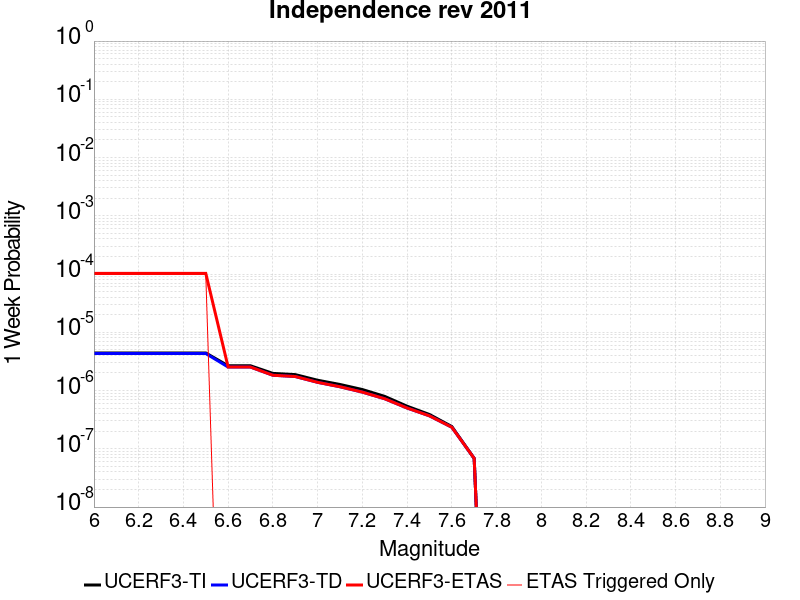 Independence rev 2011
10^0
10^-1
10^-2
10^-3
10^-4
10^-5
10^-6
10^-7
10^-8
1 Week Probability
6 6.2 6.4 6.6 6.8 7 7.2 7.4 7.6 7.8 8 8.2 8.4 8.6 8.8 9
Magnitude
UCERF3-TI UCERF3-TD UCERF3-ETAS ETAS Triggered Only